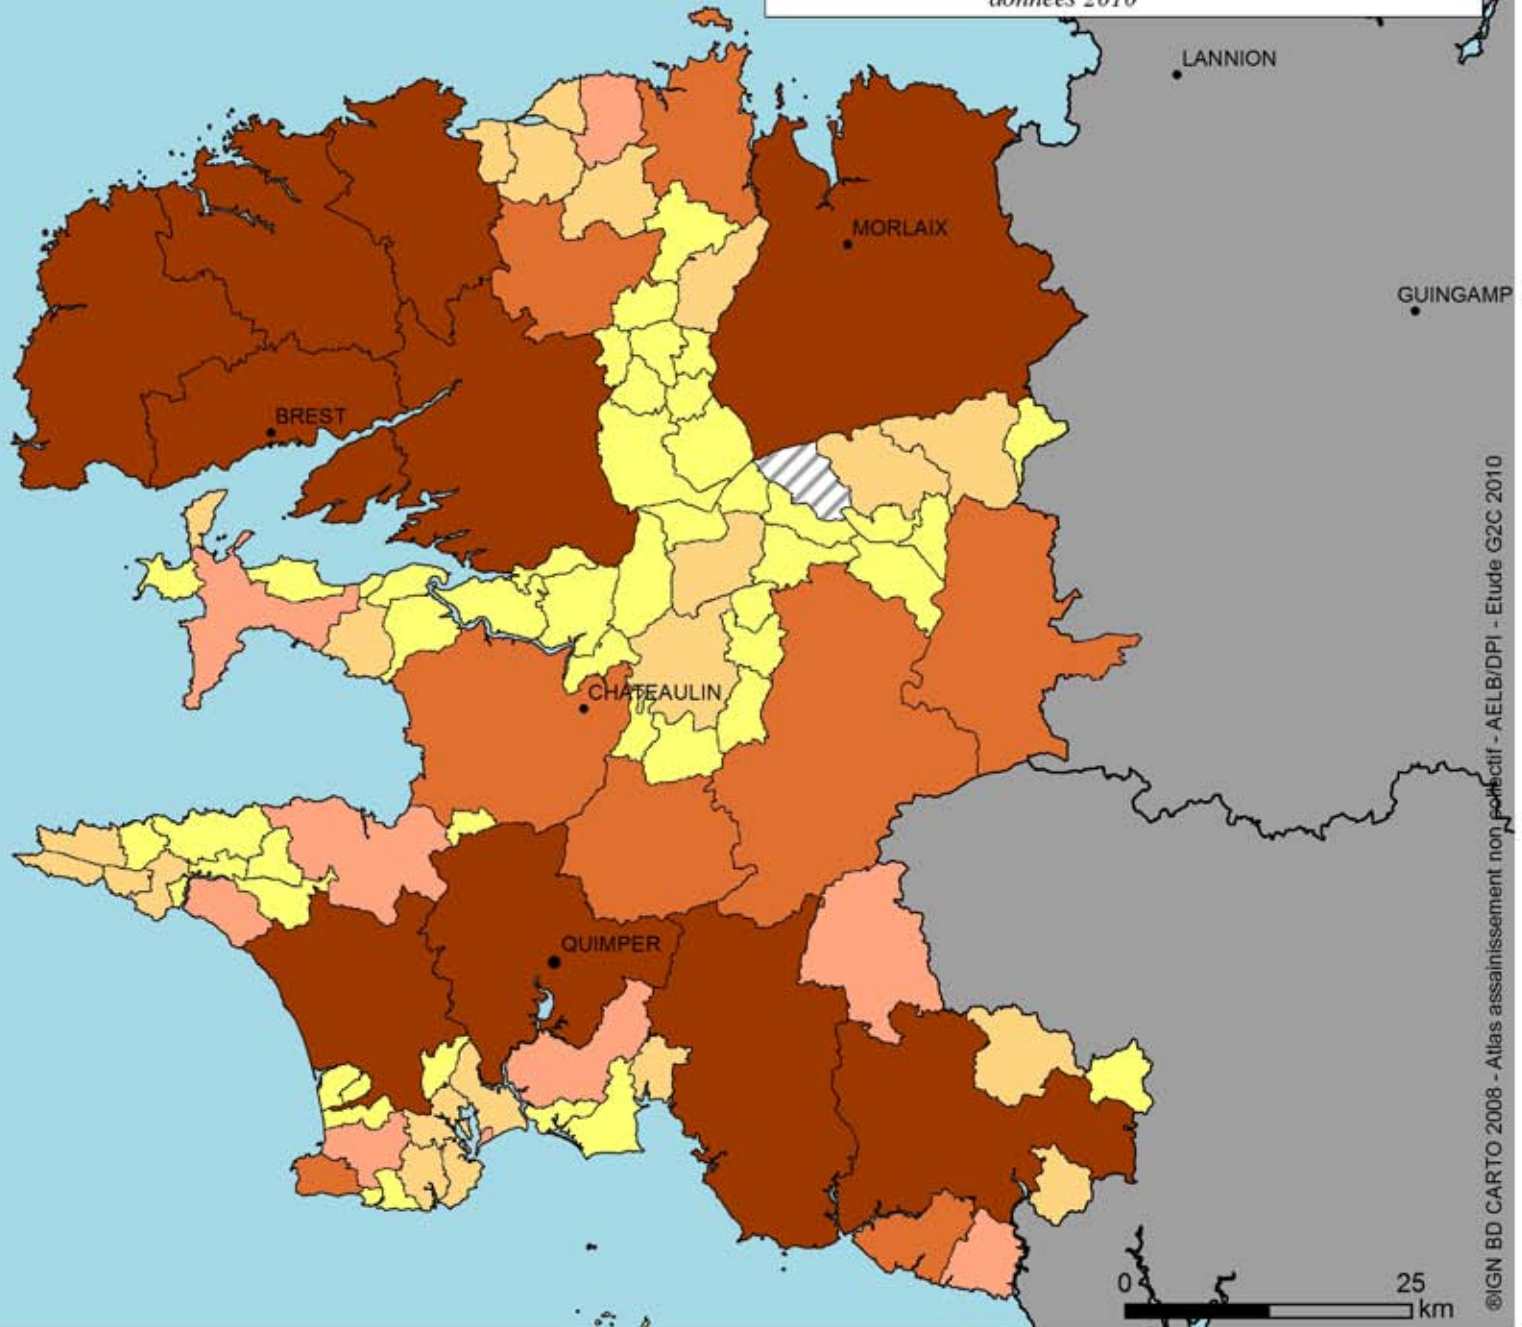 données 2010
LANNION
MORLAIX
GUINGAMP
BREST
CHATEAULIN
QUIMPER
0 25
km
©IGN BD CARTO 2008 - Atlas assainissement non collectif - AELB/DPI - Etude G2C 2010